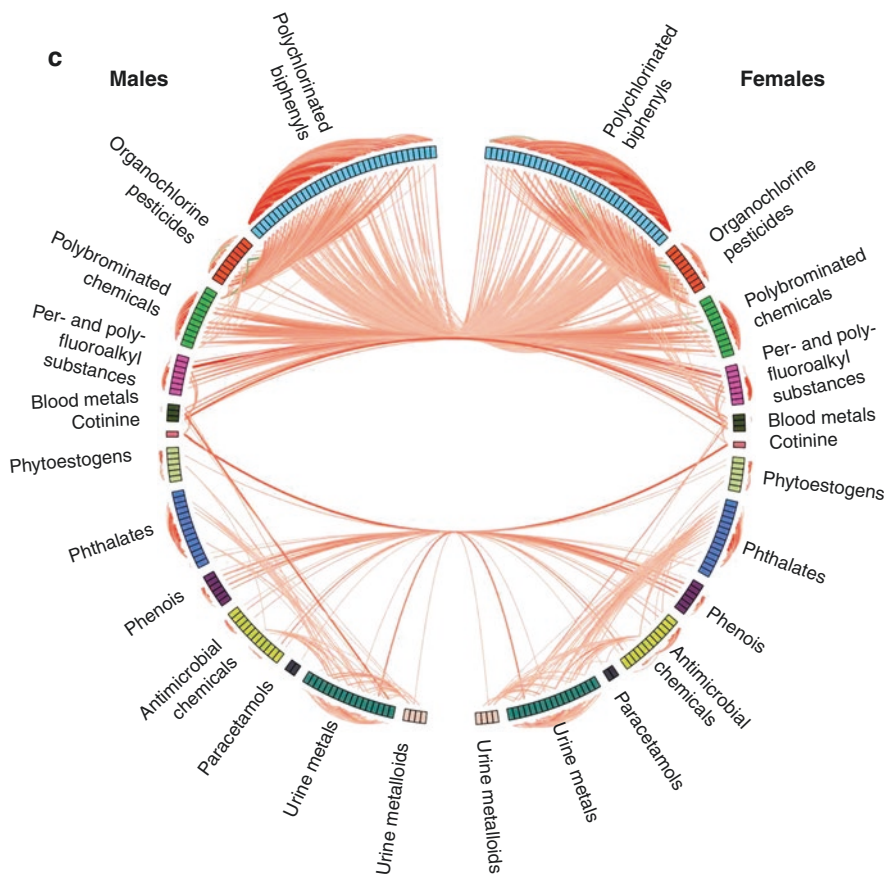 c
Males
Females
Polychlorinated
biphenyls
Organochlorine
pesticides
Polybrominated
chemicals
Per- and poly-
fluoroalkyl
substances
Blood metals
Cotinine
Phytoestogens
Phthalates
Phenois
Antimicrobial
chemicals
Paracetamols
Urine metals
Urine metalloids
Polychlorinated
biphenyls
Organochlorine
pesticides
Polybrominated
chemicals
Per- and poly-
fluoroalkyl
substances
Blood metals
Cotinine
Phytoestogens
Phthalates
Phenois
Antimicrobial
chemicals
Paracetamols
Urine metals
Urine metalloids